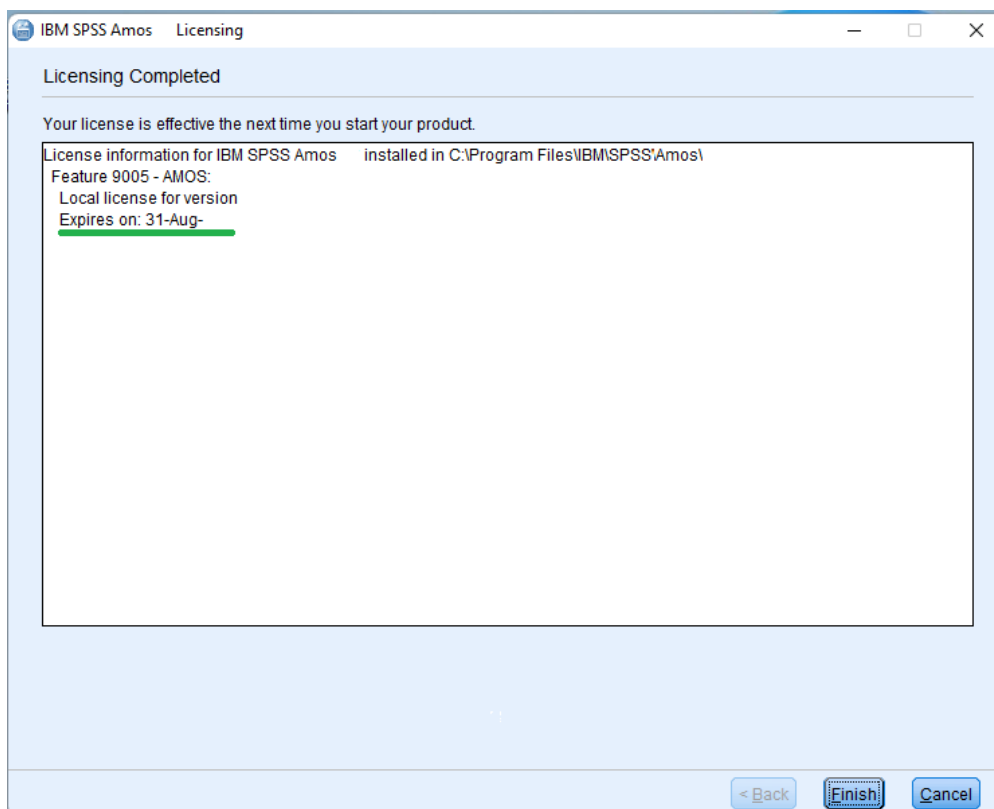 IBM SPSS Amos Licensing
Licensing Completed
Your license is effective the next time you start your product.
License information for IBM SPSS Amos installed in C:\Program Files\IBM\SPSS\Amos\
Feature 9005 - AMOS:
Local license for version
Expires on: 31-Aug-
< Back Finish Cancel